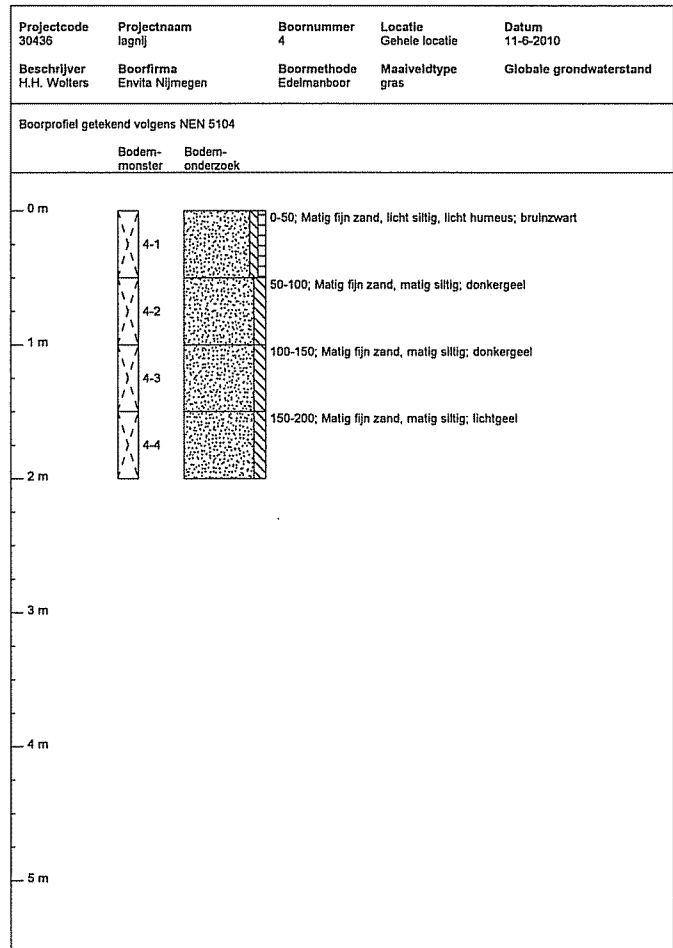 Projectcode Projectnaam Boornummer Locatie Datum
30436 lagnij 4 Gehele locatie 11-6-2010
Beschrijver Boorfirma Boormethode Maaiveldtype Globale grondwaterstand
H.H. Wolters Envita Nijmegen Edelmanboor gras
Boorprofiel getekend volgens NEN 5104
Bodem- Bodem-
monster onderzoek
0 m
0-50; Matig fijn zand, licht siltig, licht humeus; bruinzwart
4-1
50-100; Matig fijn zand, matig siltig; donkergeel
4-2
1 m
100-150; Matig fijn zand, matig siltig; donkergeel
4-3
150-200; Matig fijn zand, matig siltig; lichtgeel
4-4
2 m
3 m
4 m
5 m